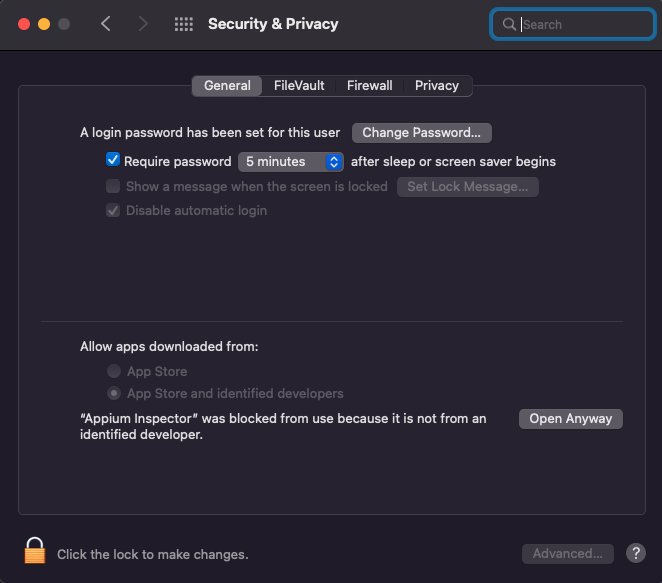 Security & Privacy
Search
General FileVault Firewall Privacy
A login password has been set for this user Change Password...
Require password 5 minutes after sleep or screen saver begins
Show a message when the screen is locked Set Lock Message...
Disable automatic login
Allow apps downloaded from:
App Store
App Store and identified developers
“Appium Inspector” was blocked from use because it is not from an Open Anyway
identified developer.
Click the lock to make changes. Advanced... ?